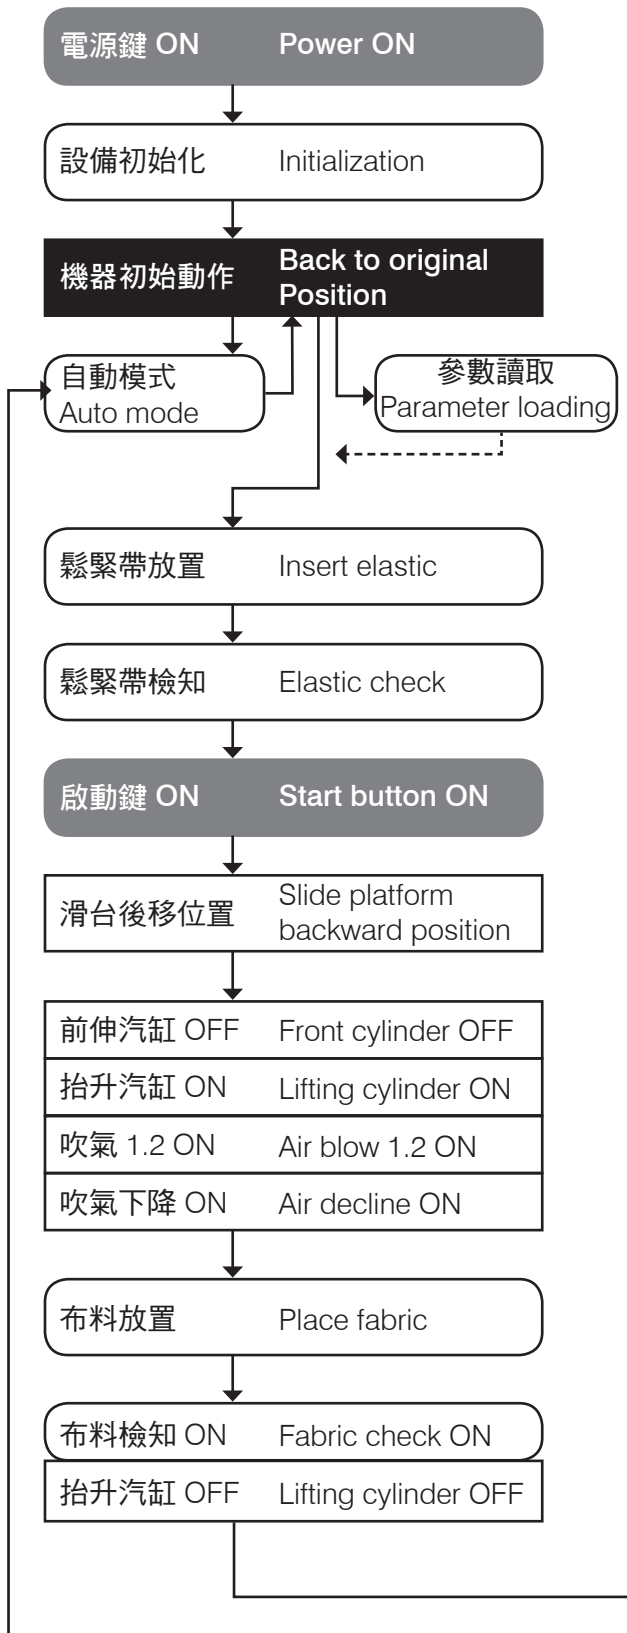 電源鍵 ON Power ON
設備初始化 Initialization
機器初始動作 Back to original
Position
自動模式
Auto mode
參數讀取
Parameter loading
鬆緊帶放置 Insert elastic
鬆緊帶檢知 Elastic check
啟動鍵 ON Start button ON
滑台後移位置 Slide platform
backward position
前伸汽缸 OFF Front cylinder OFF
抬升汽缸 ON Lifting cylinder ON
吹氣 1.2 ON Air blow 1.2 ON
吹氣下降 ON Air decline ON
布料放置 Place fabric
布料檢知 ON Fabric check ON
抬升汽缸 OFF Lifting cylinder OFF